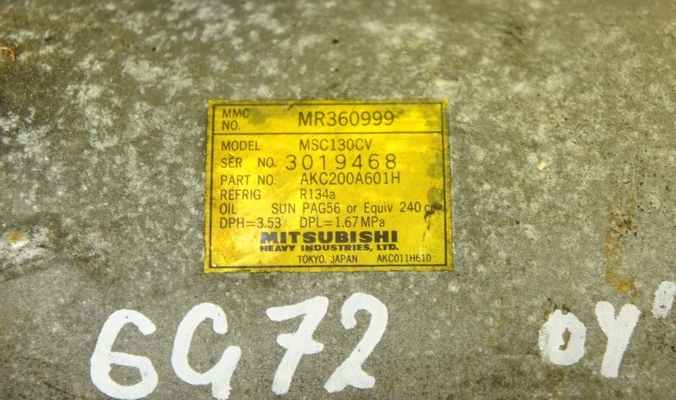 MMC
NO. MR360999
MODEL MSC130CV
SER NO. 3019468
PART NO. AKC200A601H
REFRIG R134a
OIL SUN PAG56 or Equiv 240 cc
DPH=3.53 DPL=1.67MPa
MITSUBISHI
HEAVY INDUSTRIES, LTD.
TOKYO. JAPAN AKC011H610
6G72 04"